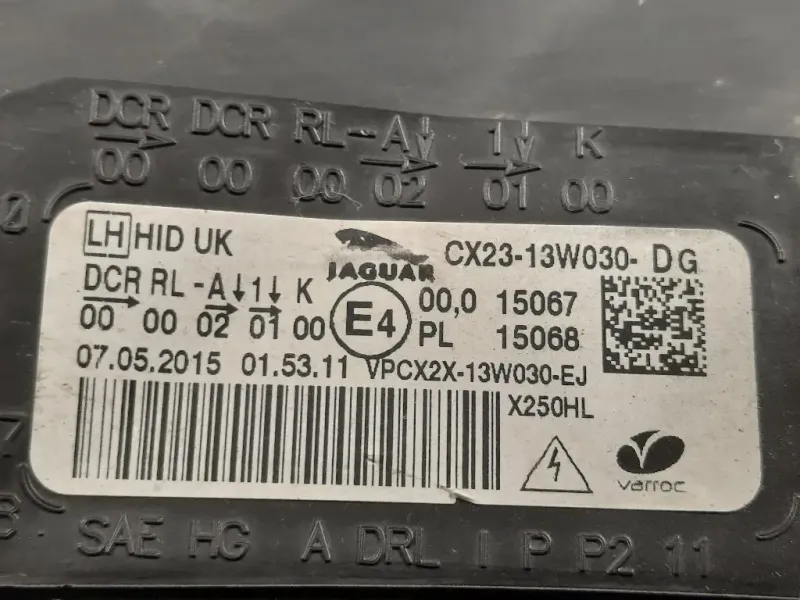 DCR DCR RL-A↓ 1↓ K
00 00 00 02 01 00
LH HID UK
JAGUAR
CX23-13W030- DG
DCR RL-A↓1↓ K
00 00 02 01 00
E4
00,0 15067
PL 15068
07.05.2015 01.53.11 VPCX2X-13W030-EJ
X250HL
varroc
SAE HG A DRL I P P2 11